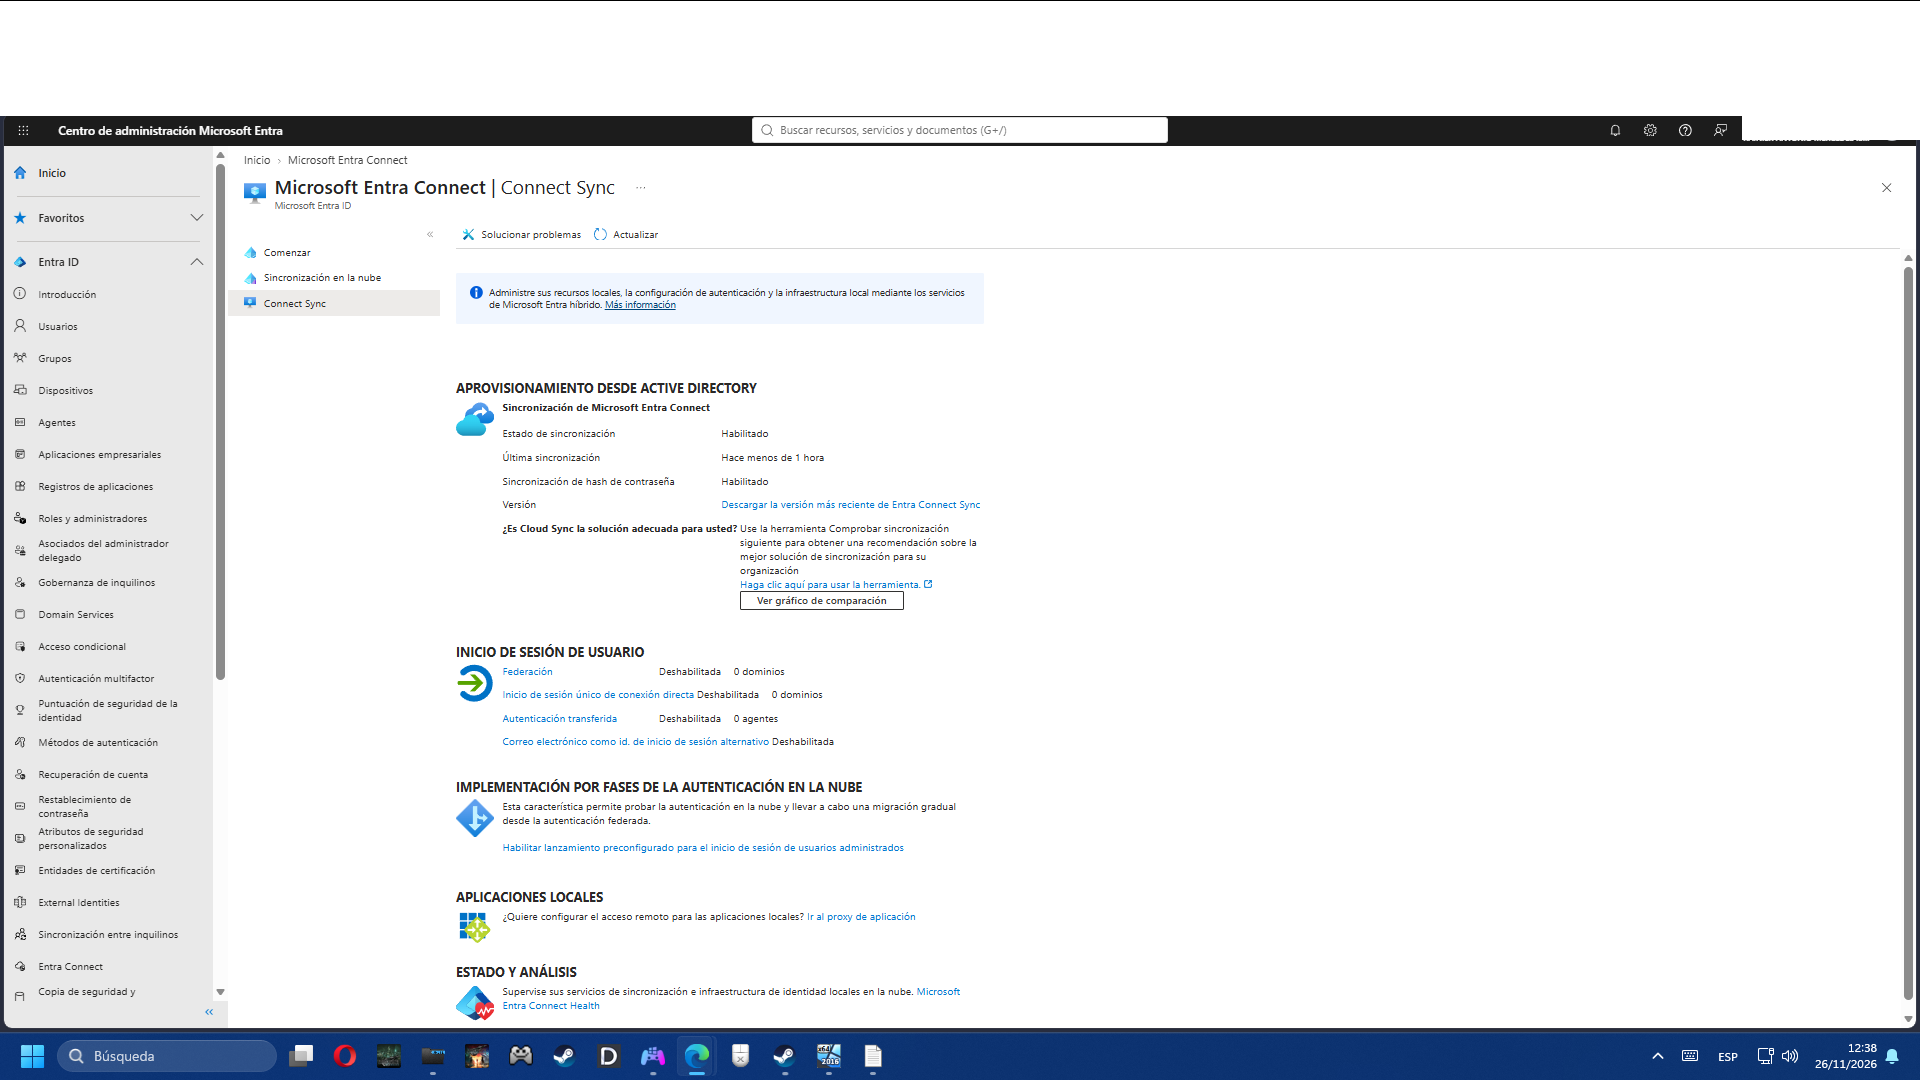 Centro de administración Microsoft Entra
Buscar recursos, servicios y documentos (G+/)
Inicio
Favoritos
Entra ID
Introducción
Usuarios
Grupos
Dispositivos
Agentes
Aplicaciones empresariales
Registros de aplicaciones
Roles y administradores
Asociados del administrador
delegado
Gobernanza de inquilinos
Domain Services
Acceso condicional
Autenticación multifactor
Puntuación de seguridad de la
identidad
Métodos de autenticación
Recuperación de cuenta
Restablecimiento de
contraseña
Atributos de seguridad
personalizados
Entidades de certificación
External Identities
Sincronización entre inquilinos
Entra Connect
Copia de seguridad y
Inicio > Microsoft Entra Connect
Microsoft Entra Connect | Connect Sync ...
Microsoft Entra ID
Comenzar
Sincronización en la nube
Connect Sync
Solucionar problemas Actualizar
Administre sus recursos locales, la configuración de autenticación y la infraestructura local mediante los servicios
de Microsoft Entra híbrido. Más información
APROVISIONAMIENTO DESDE ACTIVE DIRECTORY
Sincronización de Microsoft Entra Connect
Estado de sincronización Habilitado
Última sincronización Hace menos de 1 hora
Sincronización de hash de contraseña Habilitado
Versión Descargar la versión más reciente de Entra Connect Sync
¿Es Cloud Sync la solución adecuada para usted? Use la herramienta Comprobar sincronización
siguiente para obtener una recomendación sobre la
mejor solución de sincronización para su
organización
Haga clic aquí para usar la herramienta.
Ver gráfico de comparación
INICIO DE SESIÓN DE USUARIO
Federación Deshabilitada 0 dominios
Inicio de sesión único de conexión directa Deshabilitada 0 dominios
Autenticación transferida Deshabilitada 0 agentes
Correo electrónico como id. de inicio de sesión alternativo Deshabilitada
IMPLEMENTACIÓN POR FASES DE LA AUTENTICACIÓN EN LA NUBE
Esta característica permite probar la autenticación en la nube y llevar a cabo una migración gradual
desde la autenticación federada.
Habilitar lanzamiento preconfigurado para el inicio de sesión de usuarios administrados
APLICACIONES LOCALES
¿Quiere configurar el acceso remoto para las aplicaciones locales? Ir al proxy de aplicación
ESTADO Y ANÁLISIS
Supervise sus servicios de sincronización e infraestructura de identidad locales en la nube. Microsoft
Entra Connect Health
Búsqueda
x64
2016
ESP
12:38
26/11/2026